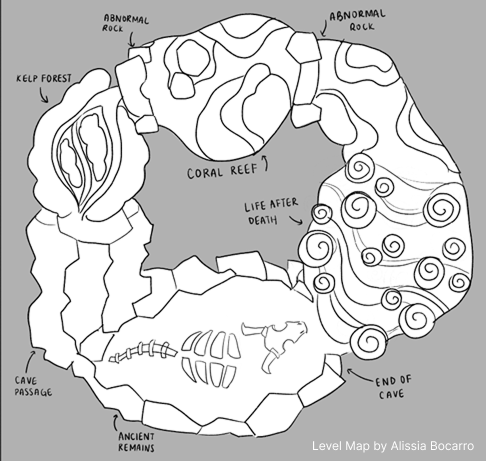 ABNORMAL
ROCK
ABNORMAL
ROCK
KELP FOREST
CORAL REEF
LIFE AFTER
DEATH
CAVE
PASSAGE
END OF
CAVE
ANCIENT
REMAINS
Level Map by Alissia Bocarro